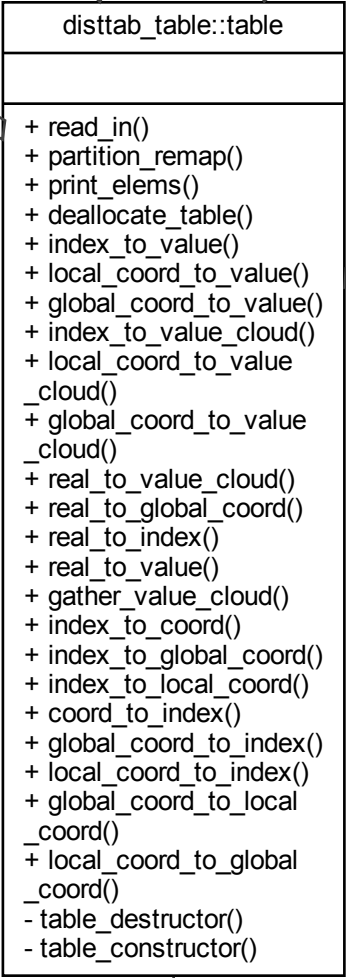 disttab_table::table
+ read_in()
+ partition_remap()
+ print_elems()
+ deallocate_table()
+ index_to_value()
+ local_coord_to_value()
+ global_coord_to_value()
+ index_to_value_cloud()
+ local_coord_to_value
_cloud()
+ global_coord_to_value
_cloud()
+ real_to_value_cloud()
+ real_to_global_coord()
+ real_to_index()
+ real_to_value()
+ gather_value_cloud()
+ index_to_coord()
+ index_to_global_coord()
+ index_to_local_coord()
+ coord_to_index()
+ global_coord_to_index()
+ local_coord_to_index()
+ global_coord_to_local
_coord()
+ local_coord_to_global
_coord()
- table_destructor()
- table_constructor()